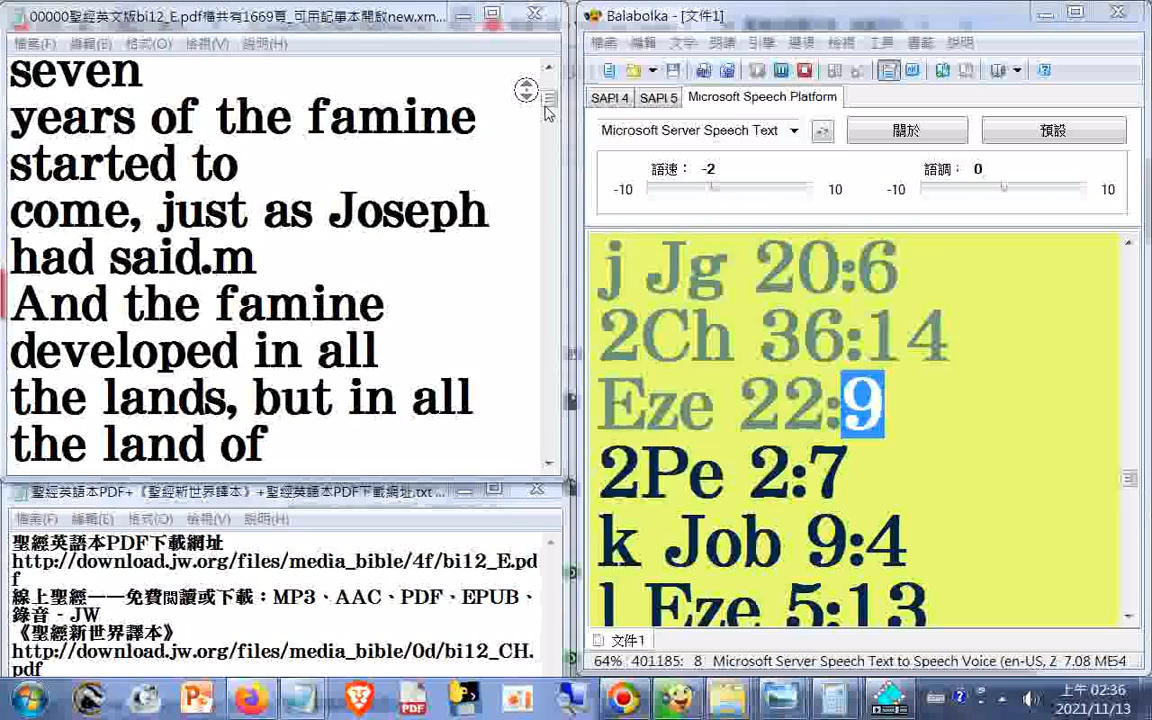 00000聖經英文版bi12_E.pdf檔共有1669頁_可用記事本開啟new.xm...
檔案(F) 編輯(E) 格式(O) 檢視(V) 說明(H)
seven
years of the famine
started to
come, just as Joseph
had said.m
And the famine
developed in all
the lands, but in all
the land of
聖經英語本PDF+《聖經新世界譯本》+聖經英語本PDF下載網址.txt ...
檔案(F) 編輯(E) 格式(O) 檢視(V) 說明(H)
聖經英語本PDF下載網址
http://download.jw.org/files/media_bible/4f/bi12_E.pd
f
線上聖經——免費閱讀或下載：MP3、AAC、PDF、EPUB、
錄音 - JW
《聖經新世界譯本》
http://download.jw.org/files/media_bible/0d/bi12_CH.
pdf
Balabolka - [文件1]
檔案 編輯 文字 朗讀 引擎 選項 檢視 工具 書籤 說明
SAPI 4 SAPI 5 Microsoft Speech Platform
Microsoft Server Speech Text 關於 預設
語速： -2 語調： 0
-10 10 -10 10
j Jg 20:6
2Ch 36:14
Eze 22:9
2Pe 2:7
k Job 9:4
l Eze 5:13
文件1
64% 401185: 8 Microsoft Server Speech Text to Speech Voice (en-US, Z 7.08 ME54
PDF
上午 02:36
2021/11/13